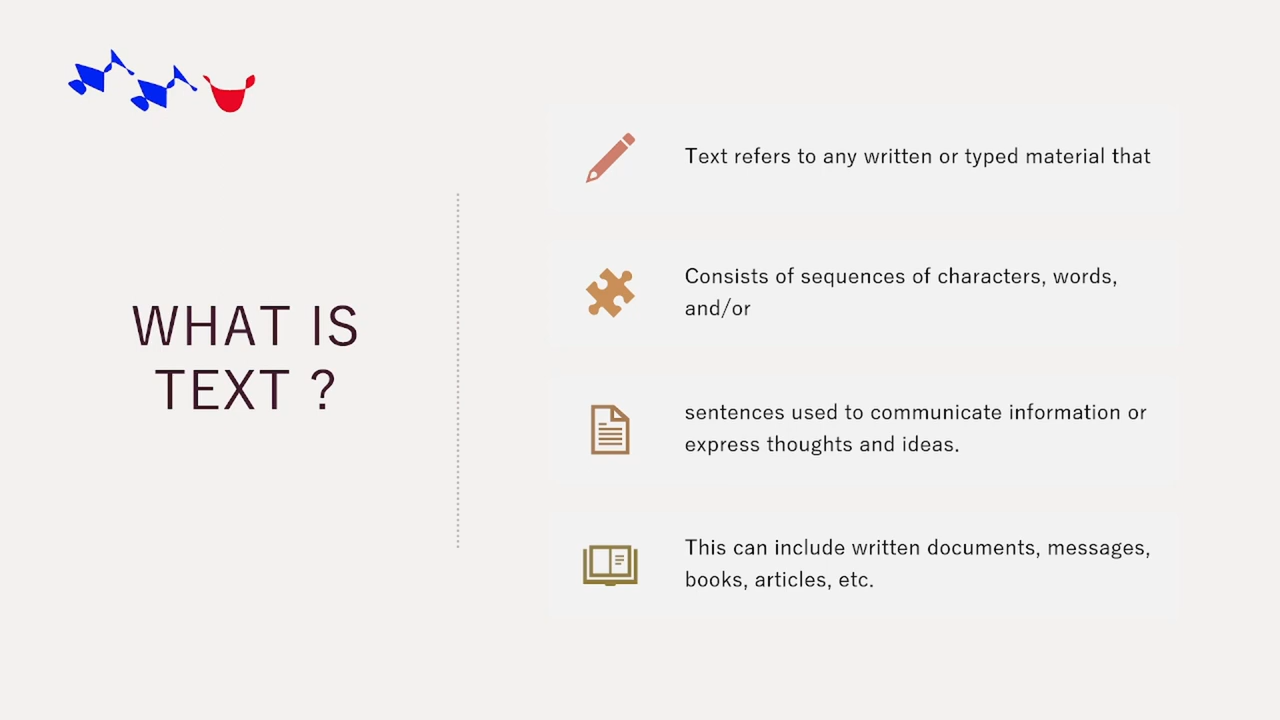 WHAT IS
TEXT ?
Text refers to any written or typed material that
Consists of sequences of characters, words,
and/or
sentences used to communicate information or
express thoughts and ideas.
This can include written documents, messages,
books, articles, etc.